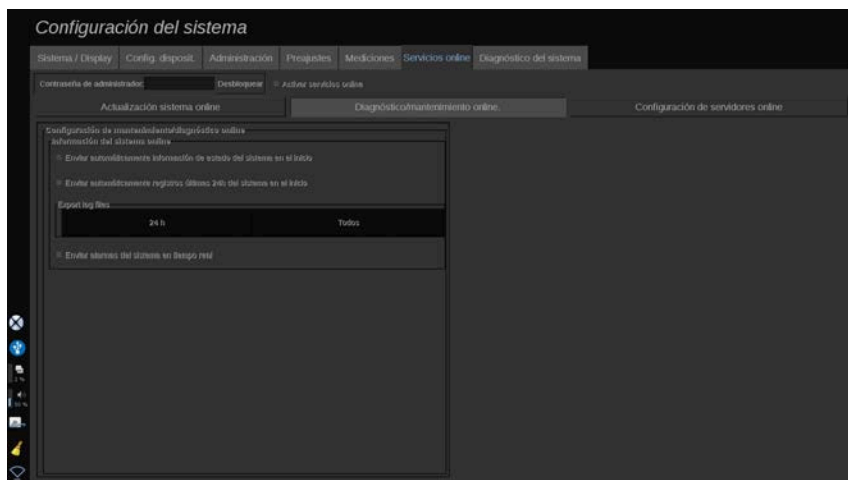 Configuración del sistema
Sistema / Display Config. disposit. Administración Preajustes Mediciones Servicios online Diagnóstico del sistema
Contraseña de administrador: Desbloquear Activar servicios online
Actualización sistema online Diagnóstico/mantenimiento online. Configuración de servidores online
Configuración de mantenimiento/diagnóstico online
Información del sistema online
Enviar automáticamente información de estado del sistema en el inicio
Enviar automáticamente registros (últimas 24h) del sistema en el inicio
Export log files
24 h Todos
Enviar alarmas del sistema en tiempo real